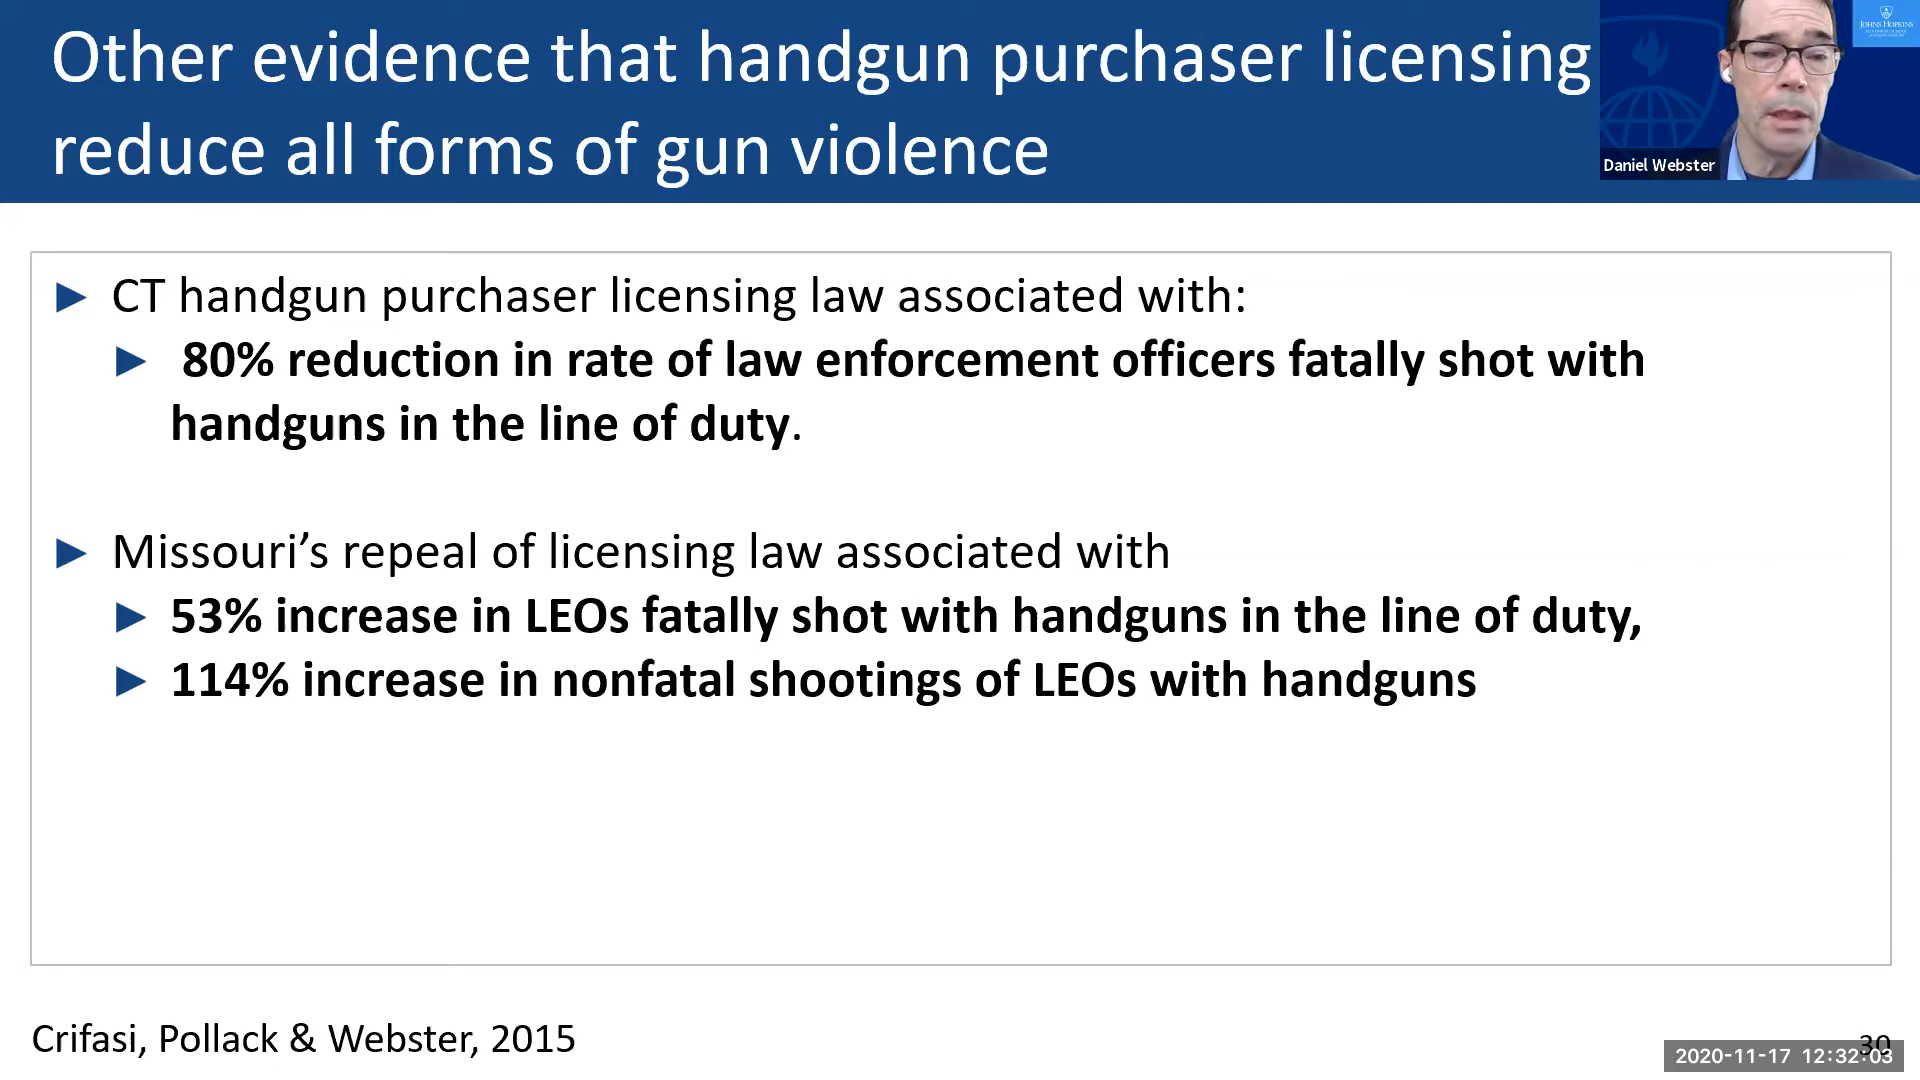 Other evidence that handgun purchaser licensing
reduce all forms of gun violence
JOHNS HOPKINS
Daniel Webster
► CT handgun purchaser licensing law associated with:
► 80% reduction in rate of law enforcement officers fatally shot with
handguns in the line of duty.
► Missouri’s repeal of licensing law associated with
► 53% increase in LEOs fatally shot with handguns in the line of duty,
► 114% increase in nonfatal shootings of LEOs with handguns
Crifasi, Pollack & Webster, 2015
30
2020-11-17 12:32:03